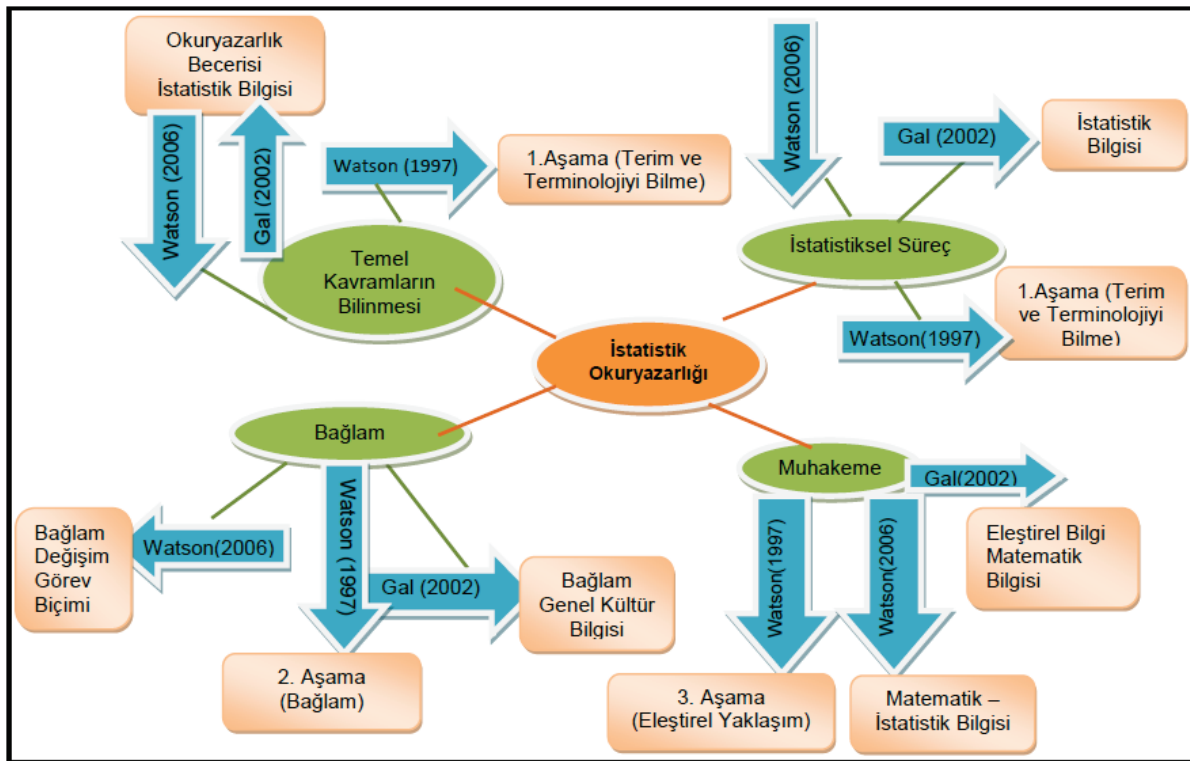 Okuryazarlık
Becerisi
İstatistik Bilgisi
Watson (2006)
Gal (2002)
Watson (1997)
1.Aşama (Terim ve
Terminolojiyi Bilme)
Temel
Kavramların
Bilinmesi
Watson (2006)
Gal (2002)
İstatistik
Bilgisi
İstatistiksel Süreç
Watson(1997)
1.Aşama (Terim
ve Terminolojiyi
Bilme)
İstatistik
Okuryazarlığı
Bağlam
Watson(2006)
Bağlam
Değişim
Görev
Biçimi
Watson (1997)
2. Aşama
(Bağlam)
Gal (2002)
Bağlam
Genel Kültür
Bilgisi
Muhakeme
Gal(2002)
Eleştirel Bilgi
Matematik
Bilgisi
Watson(1997)
3. Aşama
(Eleştirel Yaklaşım)
Watson(2006)
Matematik –
İstatistik Bilgisi